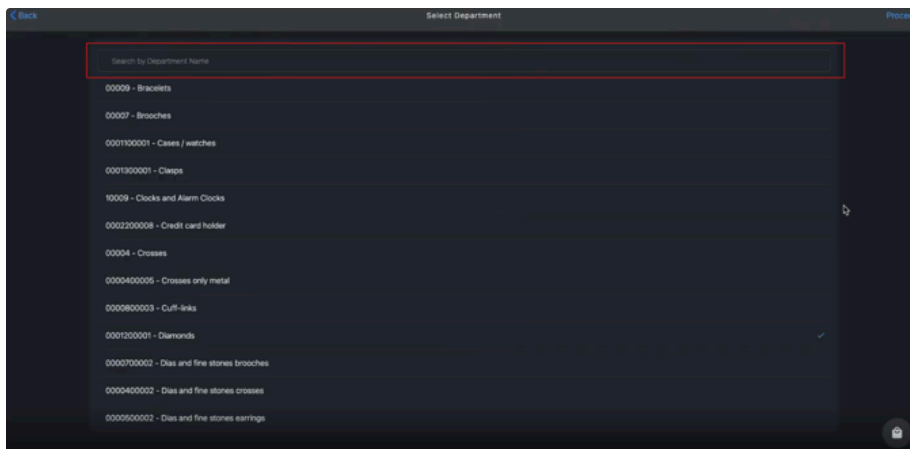 Back Select Department Proce
Search by Department Name
00009 - Bracelets
00007 - Brooches
0001100001 - Cases / watches
0001300001 - Clasps
10009 - Clocks and Alarm Clocks
0002200008 - Credit card holder
00004 - Crosses
0000400005 - Crosses only metal
0000800003 - Cuff-links
0001200001 - Diamonds
0000700002 - Dias and fine stones brooches
0000400002 - Dias and fine stones crosses
0000500002 - Dias and fine stones earrings